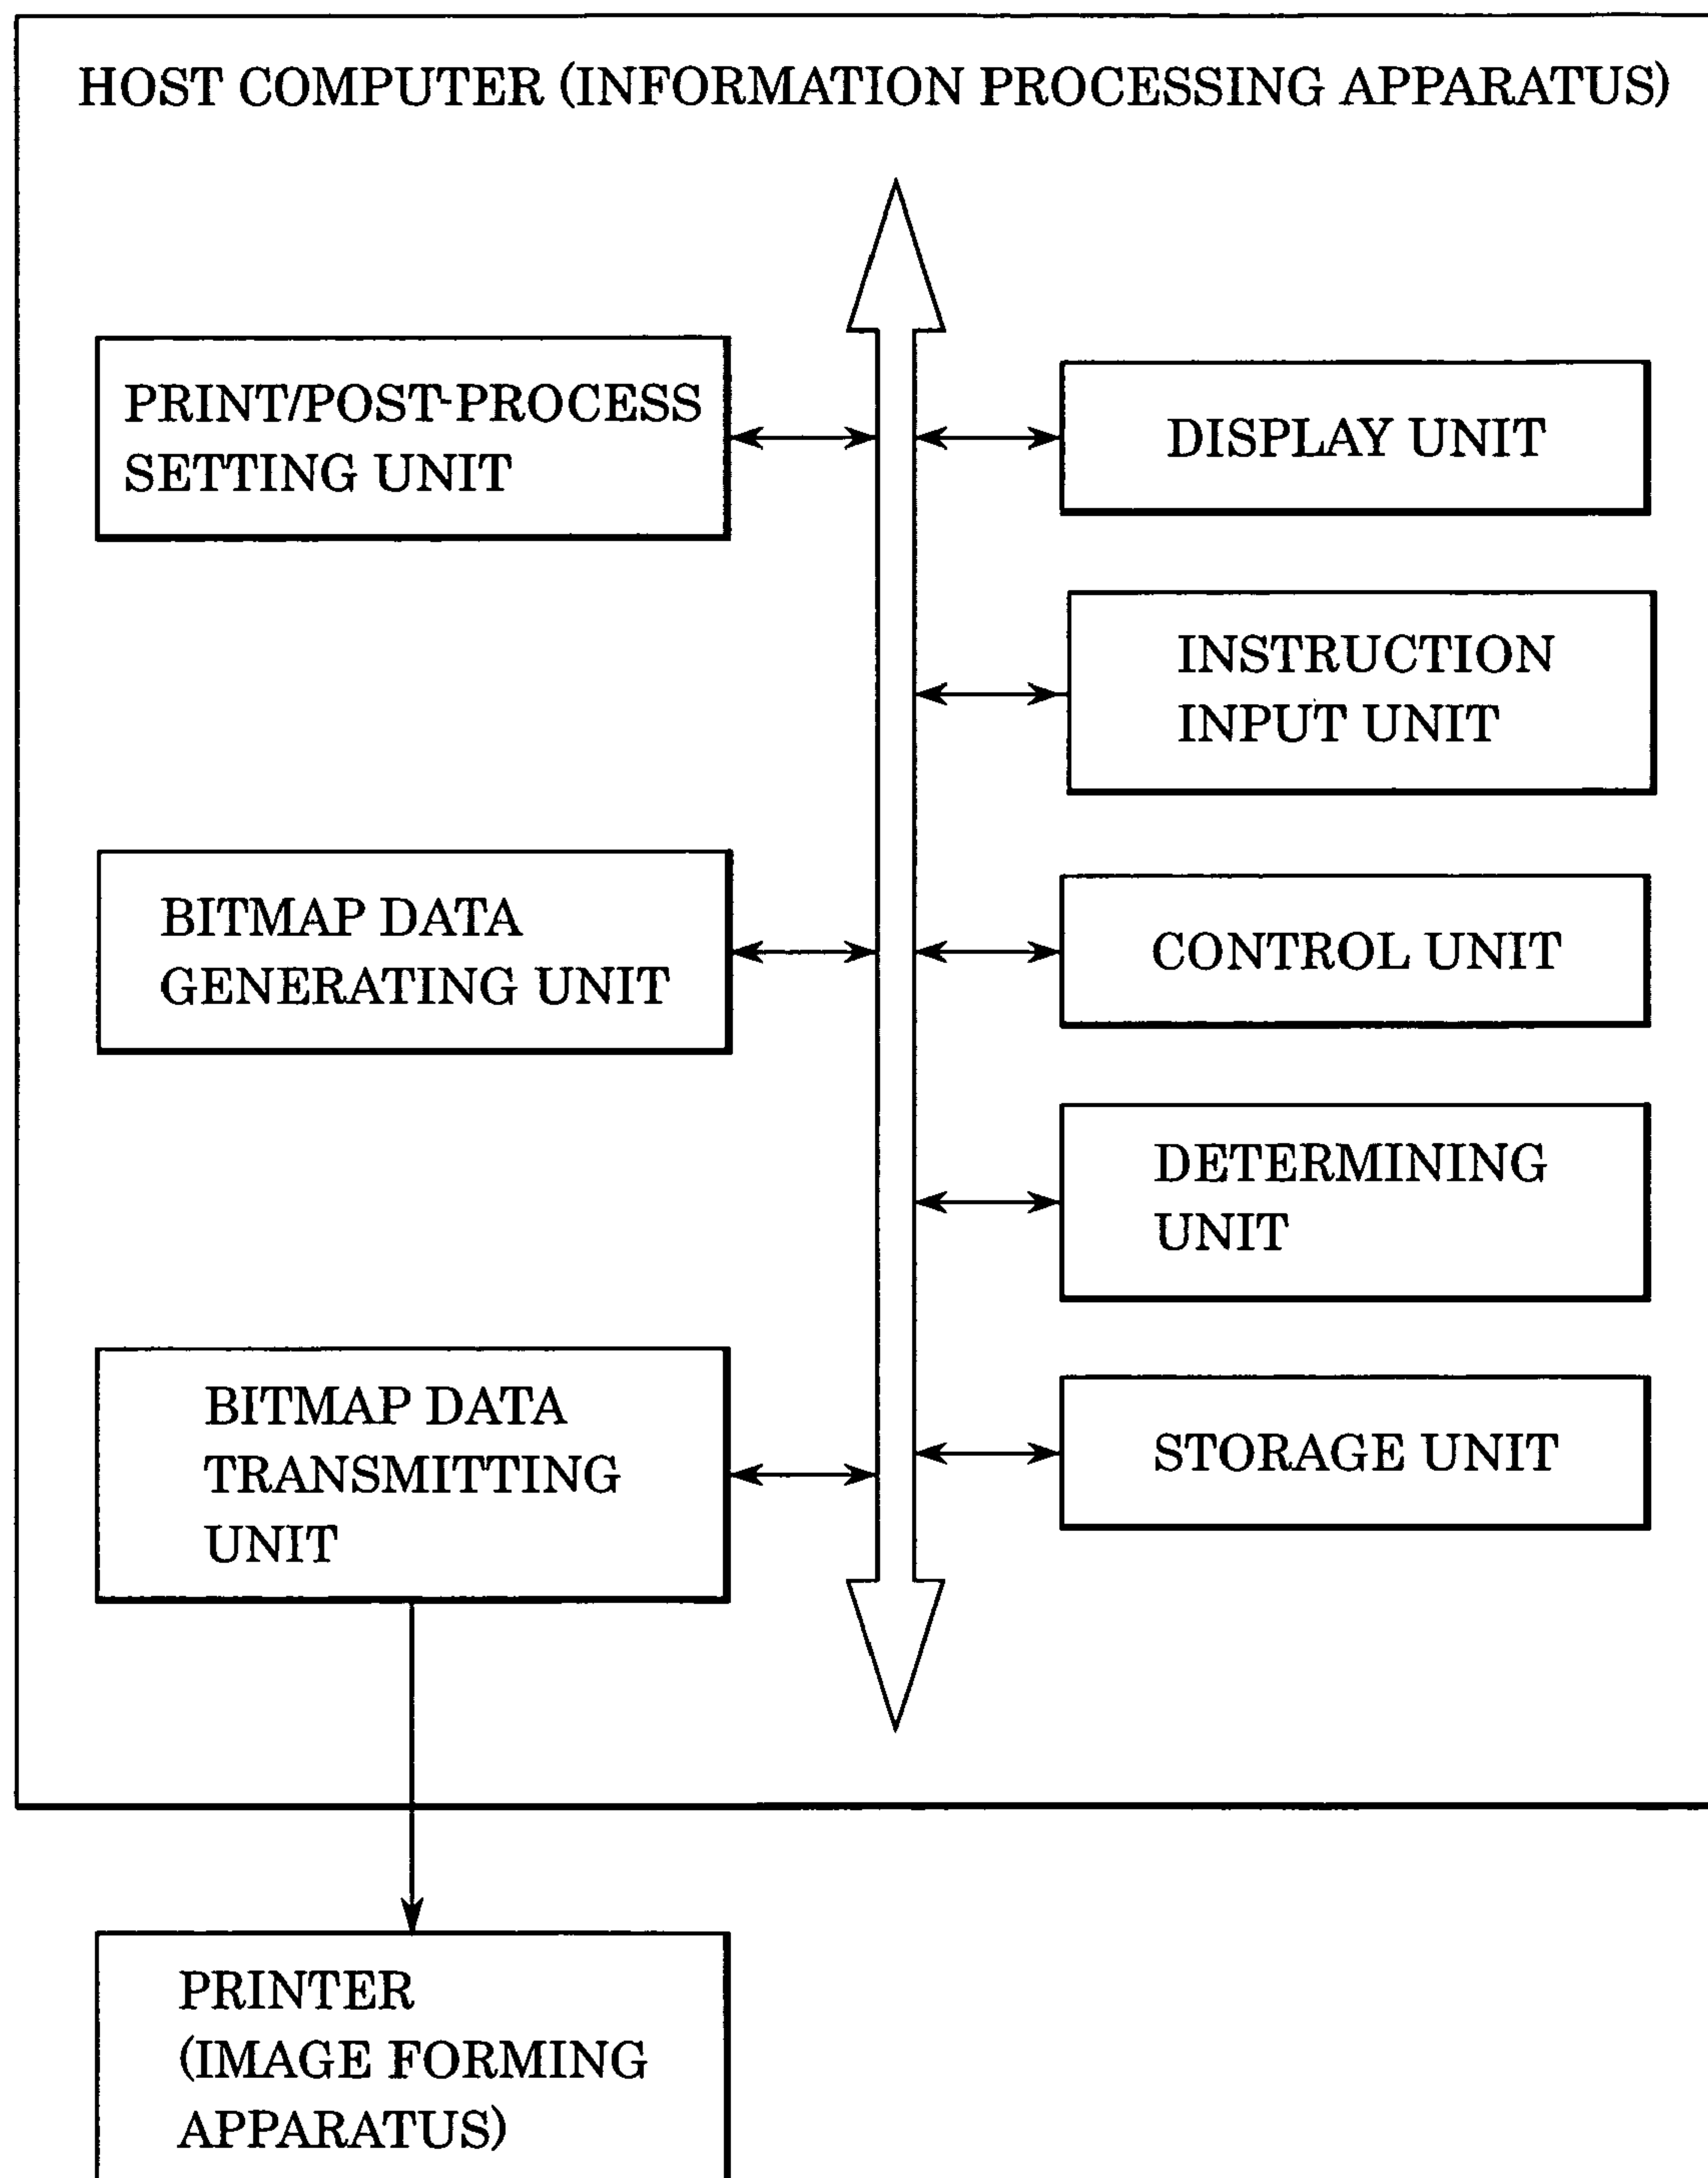 HOST COMPUTER (INFORMATION PROCESSING APPARATUS)
PRINT/POST-PROCESS
SETTING UNIT
DISPLAY UNIT
INSTRUCTION
INPUT UNIT
BITMAP DATA
GENERATING UNIT
CONTROL UNIT
DETERMINING
UNIT
BITMAP DATA
TRANSMITTING
UNIT
STORAGE UNIT
PRINTER
(IMAGE FORMING
APPARATUS)